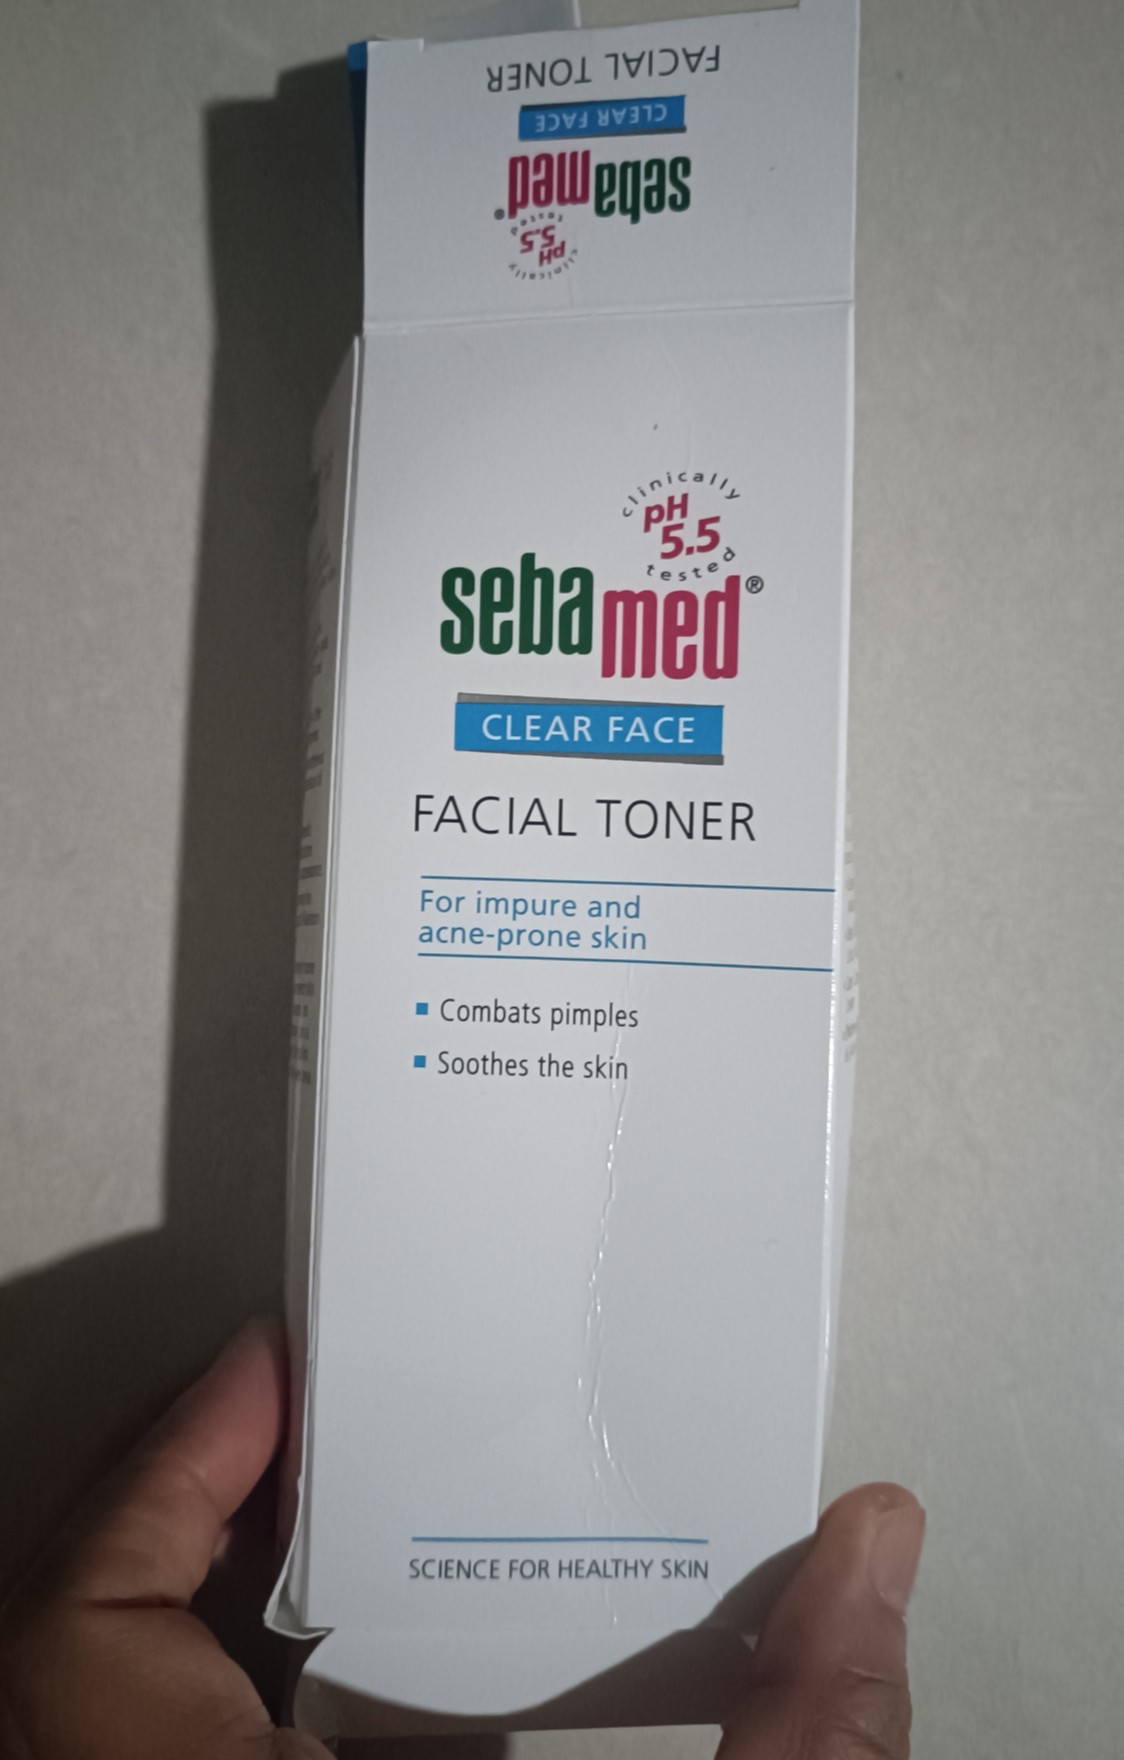 FACIAL TONER
CLEAR FACE
sebamed®
clinically
pH
5.5
tested
clinically
pH
5.5
tested
sebamed®
CLEAR FACE
FACIAL TONER
For impure and
acne-prone skin
Combats pimples
Soothes the skin
SCIENCE FOR HEALTHY SKIN